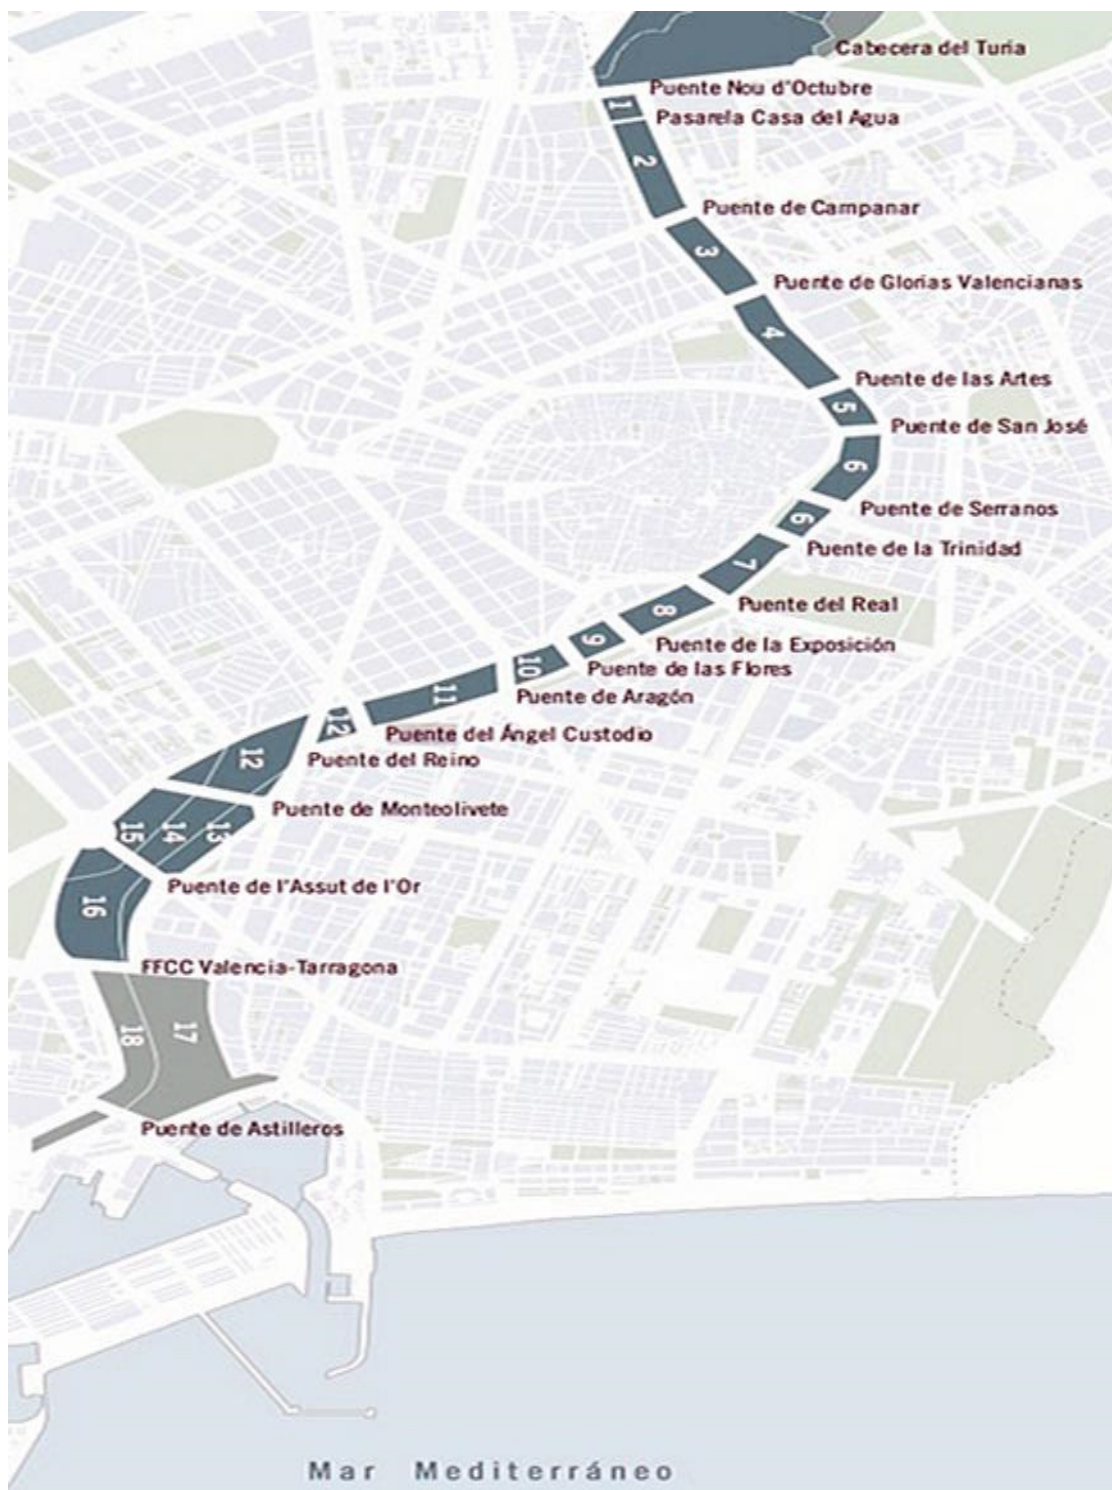 Cabecera del Turia
Puente Nou d'Octubre
1
Pasarela Casa del Agua
2
Puente de Campanar
3
Puente de Glorias Valencianas
4
Puente de las Artes
5
Puente de San José
6
Puente de Serranos
6
Puente de la Trinidad
7
Puente del Real
8
Puente de la Exposición
9
Puente de las Flores
10
Puente de Aragón
11
Puente del Ángel Custodio
12
Puente del Reino
12
Puente de Monteolivete
15 14 13
Puente de l'Assut de l'Or
16
FFCC Valencia-Tarragona
18 17
Puente de Astilleros
Mar Mediterráneo